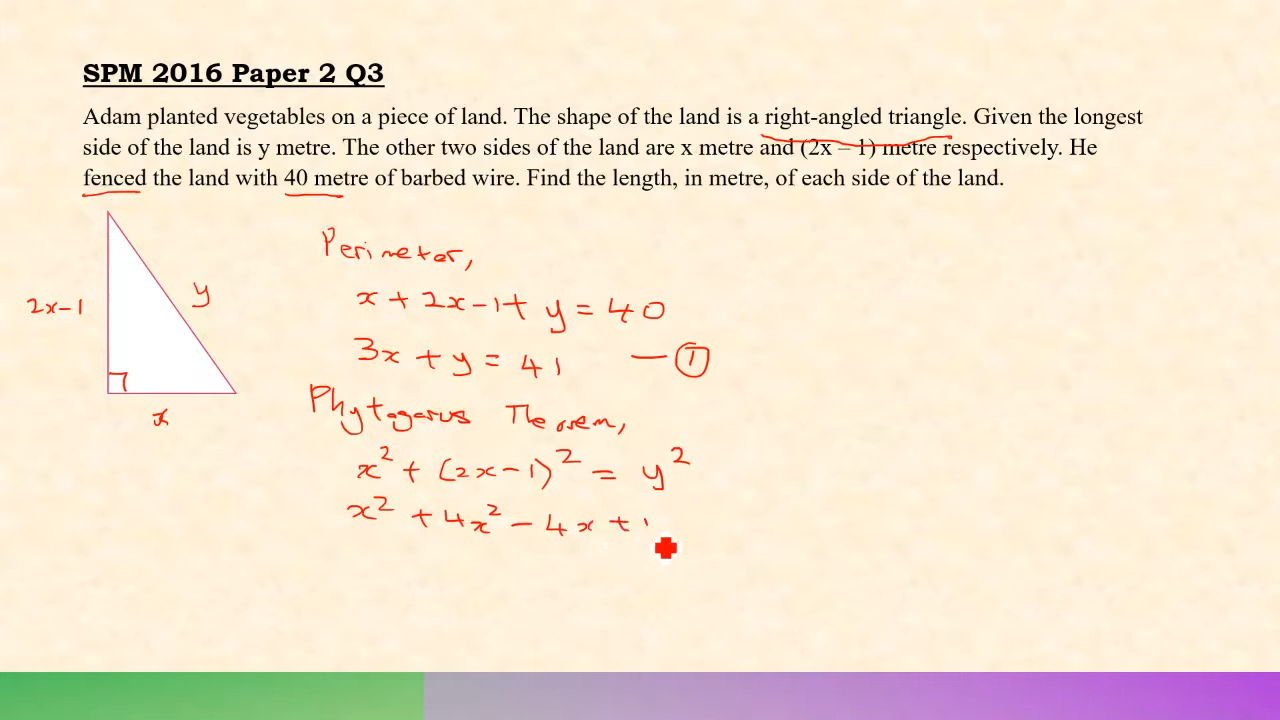 SPM 2016 Paper 2 Q3
Adam planted vegetables on a piece of land. The shape of the land is a right-angled triangle. Given the longest
side of the land is y metre. The other two sides of the land are x metre and (2x – 1) metre respectively. He
fenced the land with 40 metre of barbed wire. Find the length, in metre, of each side of the land.
2x-1
y
x
Perimeter,
x + 2x - 1 + y = 40
3x + y = 41 — ①
Phytagarus Theorem,
x² + (2x - 1)² = y²
x² + 4x² - 4x +